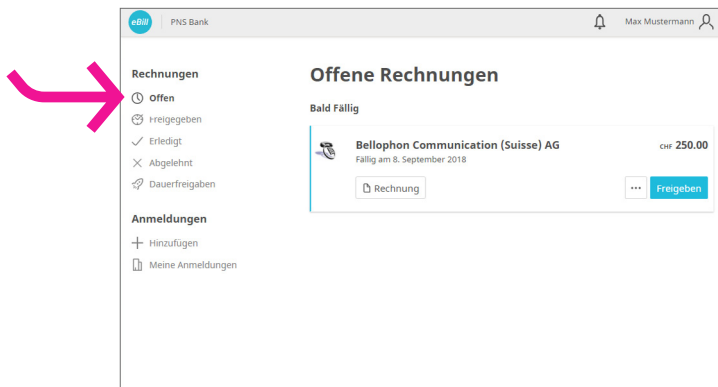 eBill PNS Bank Max Mustermann
Rechnungen
Offen
Freigegeben
Erledigt
Abgelehnt
Dauerfreigaben
Anmeldungen
Hinzufügen
Meine Anmeldungen
Offene Rechnungen
Bald Fällig
Bellophon Communication (Suisse) AG CHF 250.00
Fällig am 8. September 2018
Rechnung ... Freigeben